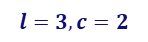 l = 3, c = 2